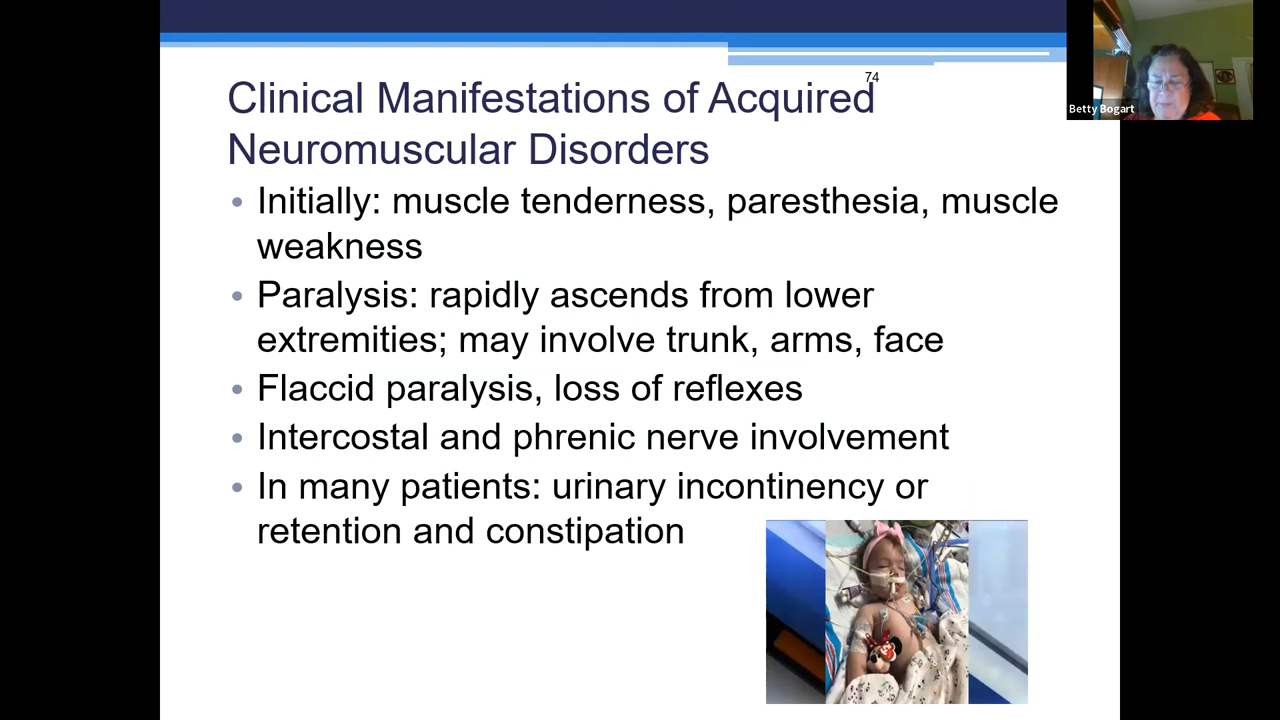 74
Clinical Manifestations of Acquired
Neuromuscular Disorders
• Initially: muscle tenderness, paresthesia, muscle
weakness
• Paralysis: rapidly ascends from lower
extremities; may involve trunk, arms, face
• Flaccid paralysis, loss of reflexes
• Intercostal and phrenic nerve involvement
• In many patients: urinary incontinency or
retention and constipation
Betty Bogart